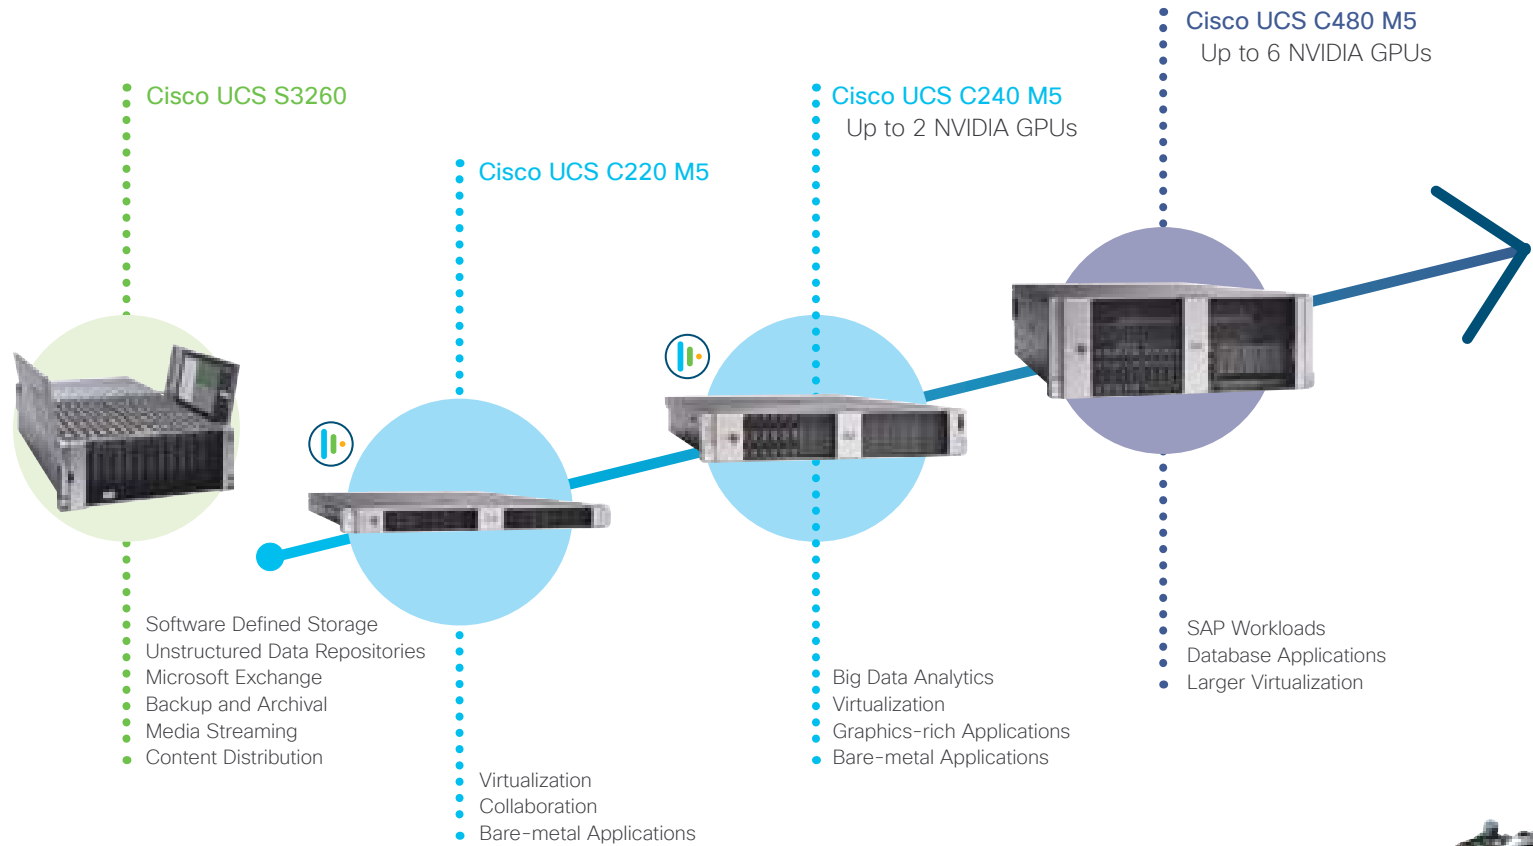 Cisco UCS S3260
Software Defined Storage
Unstructured Data Repositories
Microsoft Exchange
Backup and Archival
Media Streaming
Content Distribution
Cisco UCS C220 M5
Virtualization
Collaboration
Bare-metal Applications
Cisco UCS C240 M5
Up to 2 NVIDIA GPUs
Big Data Analytics
Virtualization
Graphics-rich Applications
Bare-metal Applications
Cisco UCS C480 M5
Up to 6 NVIDIA GPUs
SAP Workloads
Database Applications
Larger Virtualization